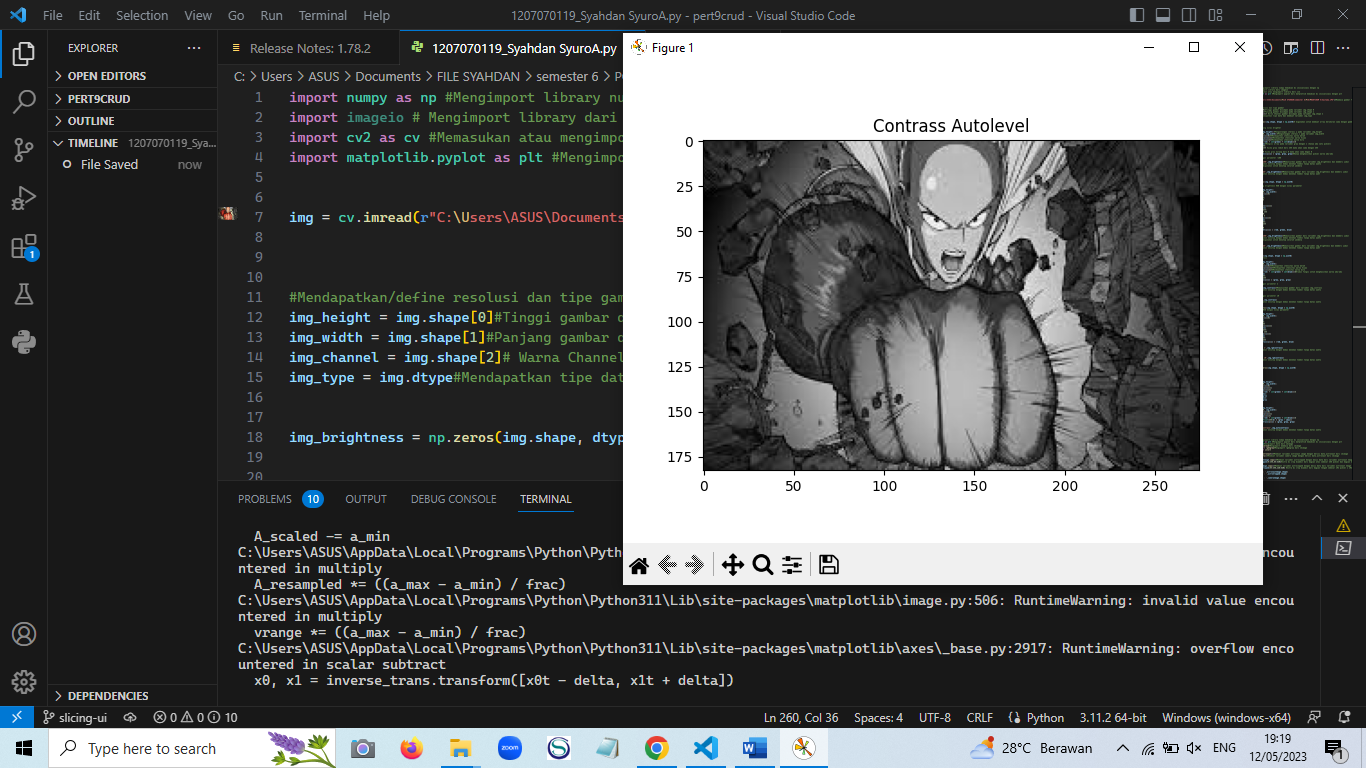 File Edit Selection View Go Run Terminal Help
1207070119_Syahdan SyuroA.py - pert9crud - Visual Studio Code
EXPLORER
OPEN EDITORS
PERT9CRUD
OUTLINE
TIMELINE 1207070119_Sya...
File Saved now
DEPENDENCIES
1
Release Notes: 1.78.2
1207070119_Syahdan SyuroA.py
C: > Users > ASUS > Documents > FILE SYAHDAN > semester 6 >
1 import numpy as np #Mengimport library
2 import imageio # Mengimport library dari
3 import cv2 as cv #Memasukan atau
4 import matplotlib.pyplot as plt
5
6
7 img = cv.imread(r"C:\Users\ASUS\Documents
8
9
10
11 #Mendapatkan/define resolusi dan tipe
12 img_height = img.shape[0]#Tinggi gambar
13 img_width = img.shape[1]#Panjang gambar
14 img_channel = img.shape[2]# Warna Channel
15 img_type = img.dtype#Mendapatkan tipe
16
17
18 img_brightness = np.zeros(img.shape,
19
20
Figure 1
Contrass Autolevel
0
25
50
75
100
125
150
175
0 50 100 150 200 250
PROBLEMS 10 OUTPUT DEBUG CONSOLE TERMINAL
A_scaled -= a_min
C:\Users\ASUS\AppData\Local\Programs\Python\
ntered in multiply
A_resampled *= ((a_max - a_min) / frac)
C:\Users\ASUS\AppData\Local\Programs\Python\Python311\Lib\site-packages\matplotlib\image.py:506: RuntimeWarning: invalid value encou
ntered in multiply
vrange *= ((a_max - a_min) / frac)
C:\Users\ASUS\AppData\Local\Programs\Python\Python311\Lib\site-packages\matplotlib\axes\_base.py:2917: RuntimeWarning: overflow enco
untered in scalar subtract
x0, x1 = inverse_trans.transform([x0t - delta, x1t + delta])
slicing-ui 0 0 10
Ln 260, Col 36 Spaces: 4 UTF-8 CRLF Python 3.11.2 64-bit Windows (windows-x64)
Type here to search
zoom
28°C Berawan
ENG
19:19
12/05/2023
1